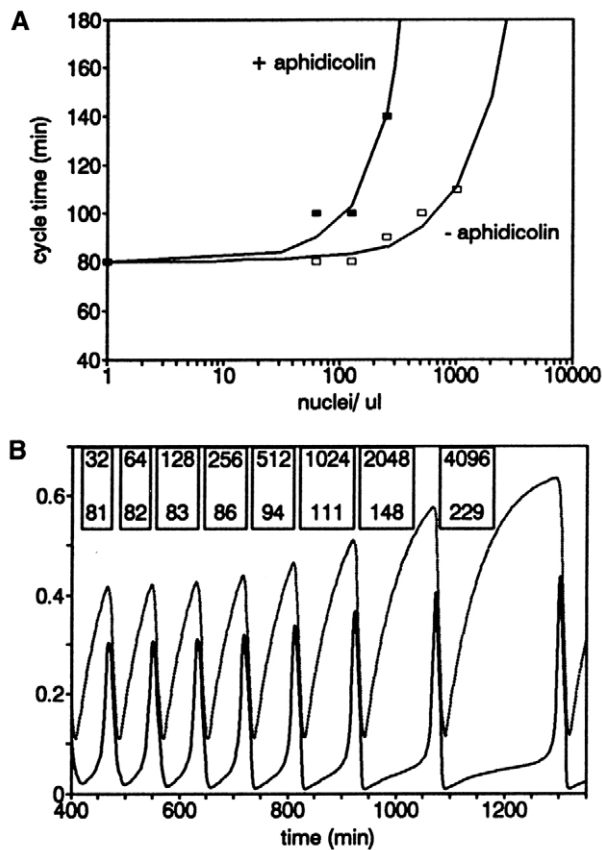 A
180
160
140
120
100
80
60
40
cycle time (min)
+ aphidicolin
- aphidicolin
1 10 100 1000 10000
nuclei/ ul
B
32 64 128 256 512 1024 2048 4096
81 82 83 86 94 111 148 229
0.6
0.4
0.2
0
400 600 800 1000 1200
time (min)